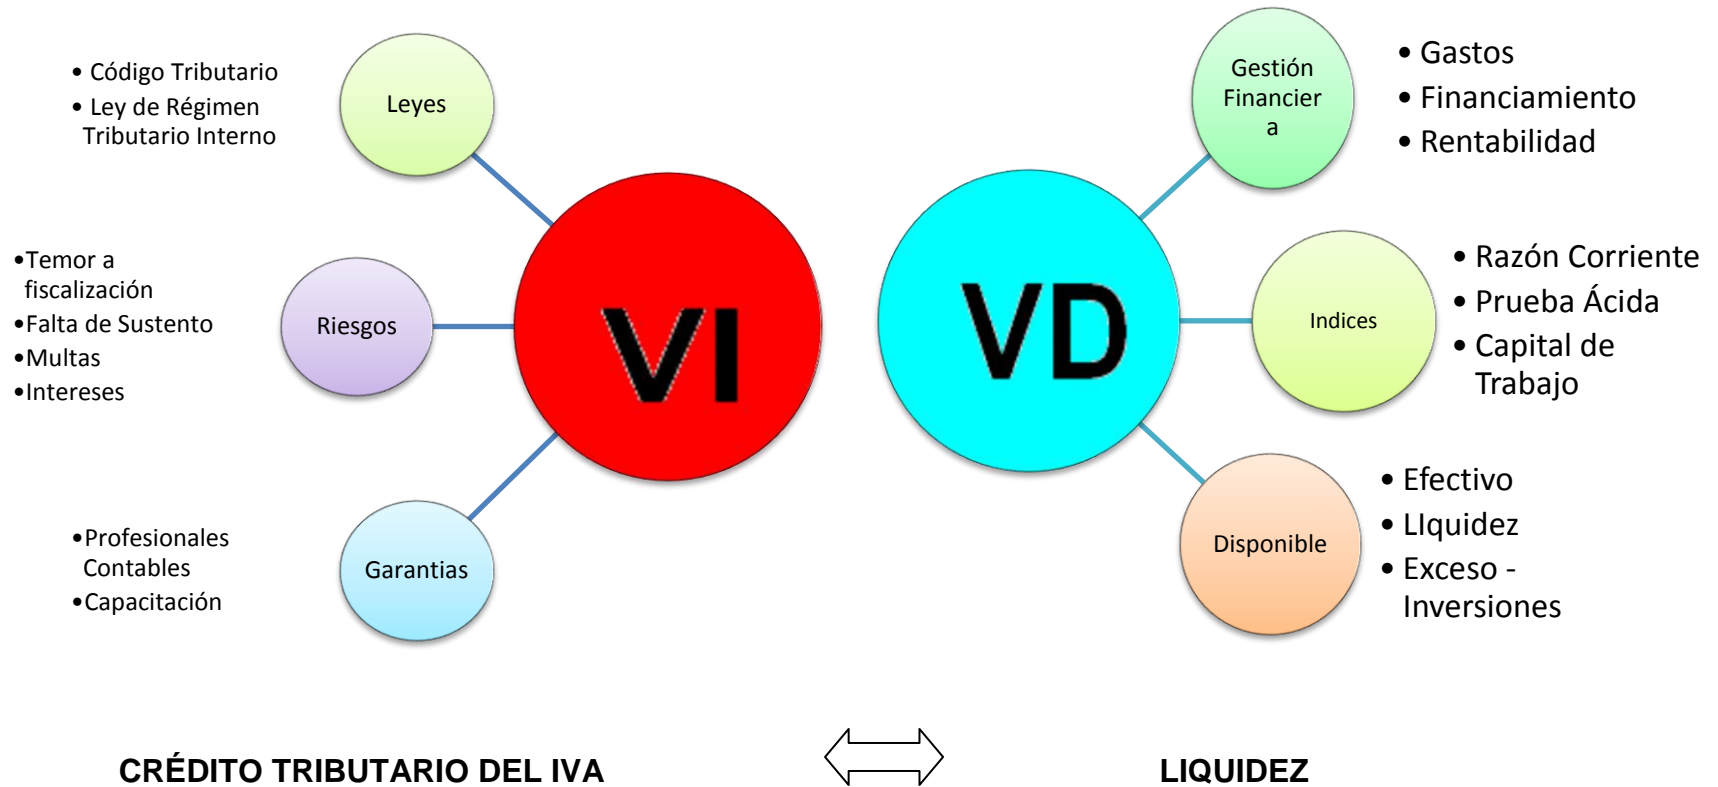 • Código Tributario
• Ley de Régimen
Tributario Interno
Leyes
•Temor a
fiscalización
•Falta de Sustento
•Multas
•Intereses
Riesgos
•Profesionales
Contables
•Capacitación
Garantias
VI
VD
Gestión
Financier
a
• Gastos
• Financiamiento
• Rentabilidad
Indices
• Razón Corriente
• Prueba Ácida
• Capital de
Trabajo
Disponible
• Efectivo
• LIquidez
• Exceso -
Inversiones
CRÉDITO TRIBUTARIO DEL IVA
LIQUIDEZ